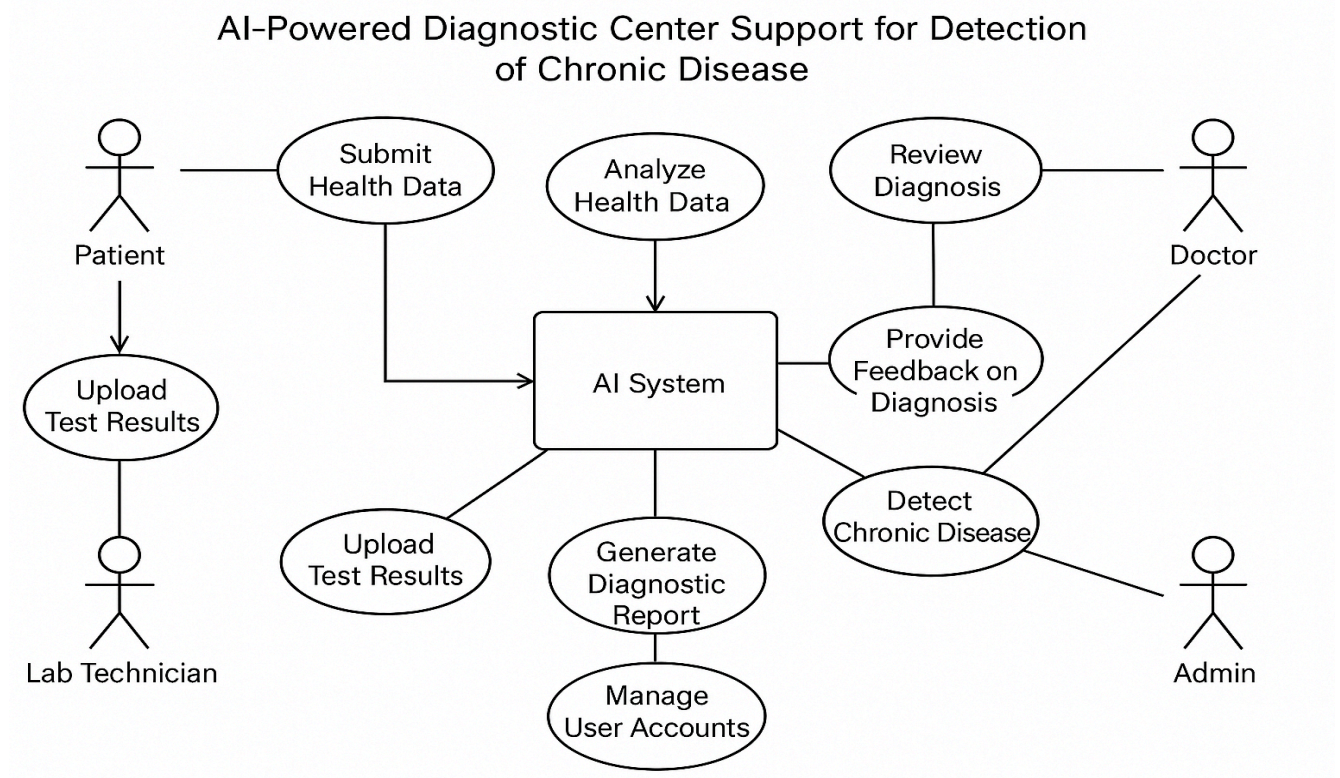 AI-Powered Diagnostic Center Support for Detection
of Chronic Disease
Submit
Health Data
Analyze
Health Data
Review
Diagnosis
Patient
Doctor
Upload
Test Results
AI System
Provide
Feedback on
Diagnosis
Detect
Chronic Disease
Upload
Test Results
Generate
Diagnostic
Report
Lab Technician
Admin
Manage
User Accounts